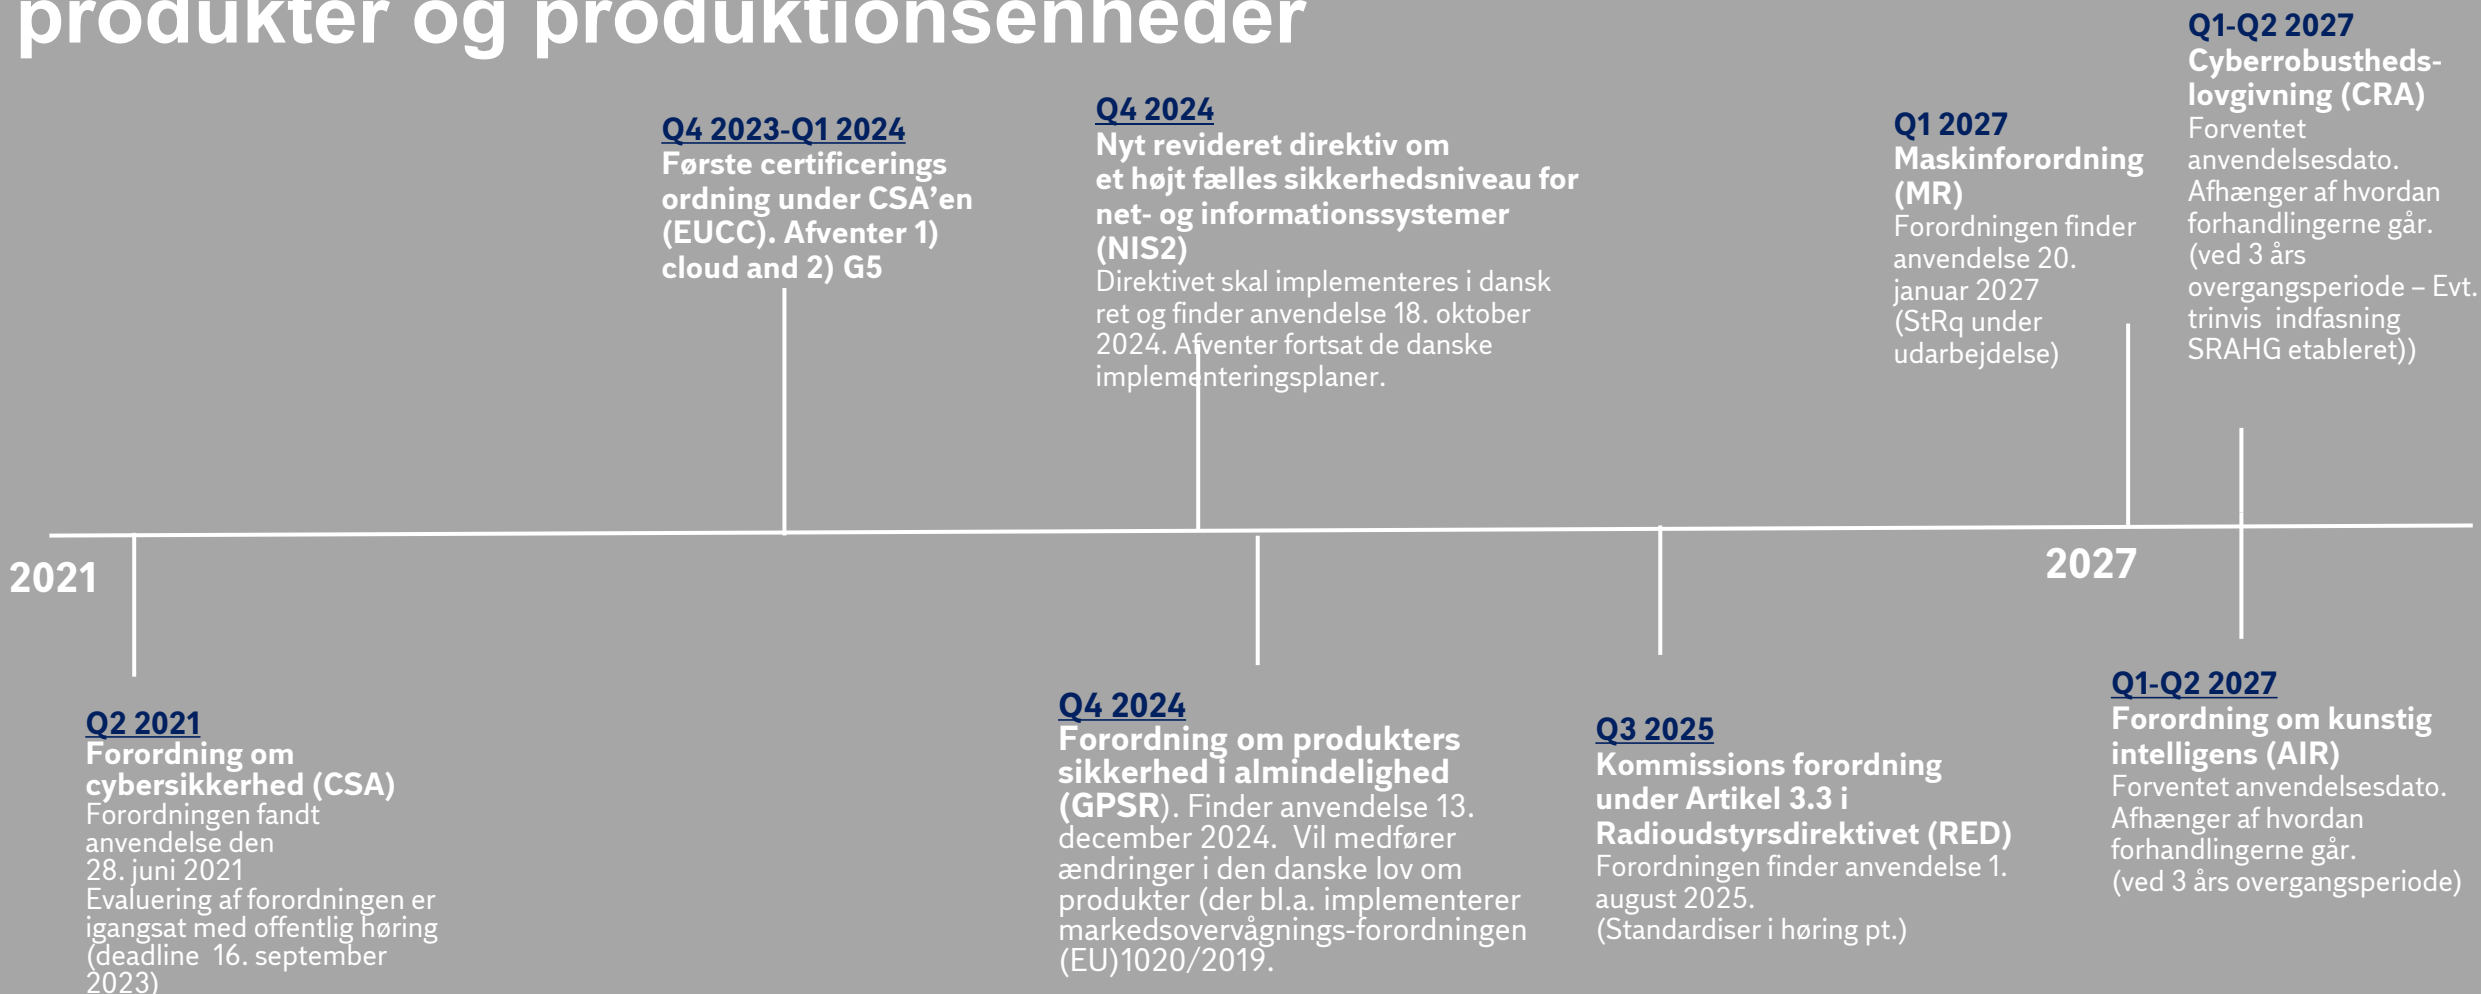 produkter og produktionsenheder
Q4 2023-Q1 2024
Første certificerings
ordning under CSA’en
(EUCC). Afventer 1)
cloud and 2) G5
Q4 2024
Nyt revideret direktiv om
et højt fælles sikkerhedsniveau for
net- og informationssystemer
(NIS2)
Direktivet skal implementeres i dansk
ret og finder anvendelse 18. oktober
2024. Afventer fortsat de danske
implementeringsplaner.
Q1 2027
Maskinforordning
(MR)
Forordningen finder
anvendelse 20.
januar 2027
(StRq under
udarbejdelse)
Q1-Q2 2027
Cyberrobustheds-
lovgivning (CRA)
Forventet
anvendelsesdato.
Afhænger af hvordan
forhandlingerne går.
(ved 3 års
overgangsperiode – Evt.
trinvis  indfasning
SRAHG etableret))
2021
2027
Q2 2021
Forordning om
cybersikkerhed (CSA)
Forordningen fandt
anvendelse den
28. juni 2021
Evaluering af forordningen er
igangsat med offentlig høring
(deadline  16. september
2023)
Q4 2024
Forordning om produkters
sikkerhed i almindelighed
(GPSR). Finder anvendelse 13.
december 2024.  Vil medfører
ændringer i den danske lov om
produkter (der bl.a. implementerer
markedsovervågnings-forordningen
(EU)1020/2019.
Q3 2025
Kommissions forordning
under Artikel 3.3 i
Radioudstyrsdirektivet (RED)
Forordningen finder anvendelse 1.
august 2025.
(Standardiser i høring pt.)
Q1-Q2 2027
Forordning om kunstig
intelligens (AIR)
Forventet anvendelsesdato.
Afhænger af hvordan
forhandlingerne går.
(ved 3 års overgangsperiode)